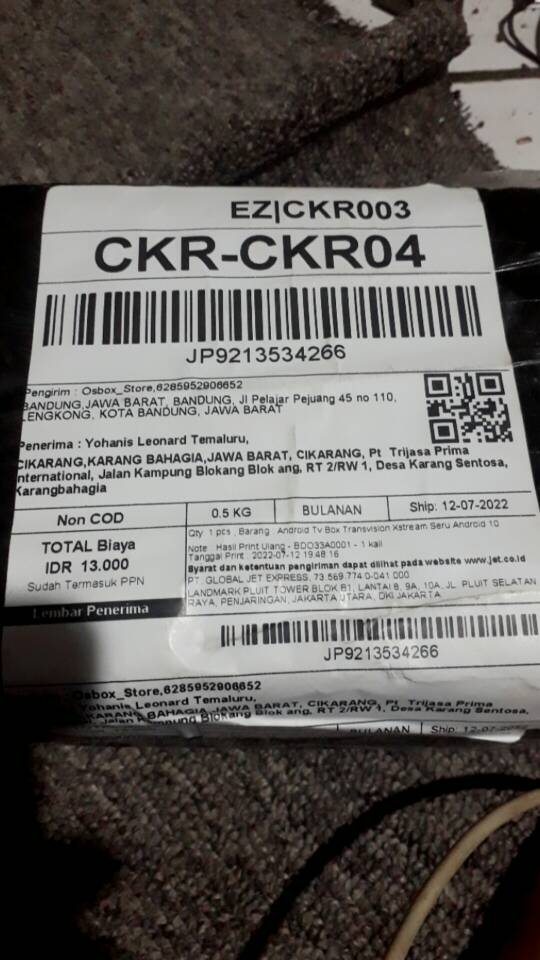 EZ|CKR003
CKR-CKR04
JP9213534266
Pengirim : Osbox_Store,6285952906652
BANDUNG,JAWA BARAT, BANDUNG, Jl Pelajar Pejuang 45 no 110,
LENGKONG, KOTA BANDUNG, JAWA BARAT
Penerima : Yohanis Leonard Temaluru,
CIKARANG,KARANG BAHAGIA,JAWA BARAT, CIKARANG, Pt Trijasa Prima
International, Jalan Kampung Blokang Blok ang, RT 2/RW 1, Desa Karang Sentosa,
Karangbahagia
Non COD
0.5 KG
BULANAN
Ship: 12-07-2022
TOTAL Biaya
IDR 13.000
Sudah Termasuk PPN
Qty 1 pcs , Barang : Android Tv Box Transvision Xstream Seru Android 10
Note : Hasil Print Ulang - BDO33A0001 - 1 kali
Tanggal Print : 2022-07-12 19:48:16
Syarat dan ketentuan pengiriman dapat dilihat pada website www.jet.co.id
PT. GLOBAL JET EXPRESS, 73.569.774.0-041.000
LANDMARK PLUIT TOWER BLOK B1, LANTAI 8, 9A, 10A, JL. PLUIT SELATAN
RAYA, PENJARINGAN, JAKARTA UTARA, DKI JAKARTA
Lembar Penerima
JP9213534266
: Osbox_Store,6285952906652
Yohanis Leonard Temaluru,
KARANG BAHAGIA,JAWA BARAT, CIKARANG, Pt Trijasa Prima
Jalan Kampung Blokang Blok ang, RT 2/RW 1, Desa Karang Sentosa,
BULANAN
Ship: 12-07-